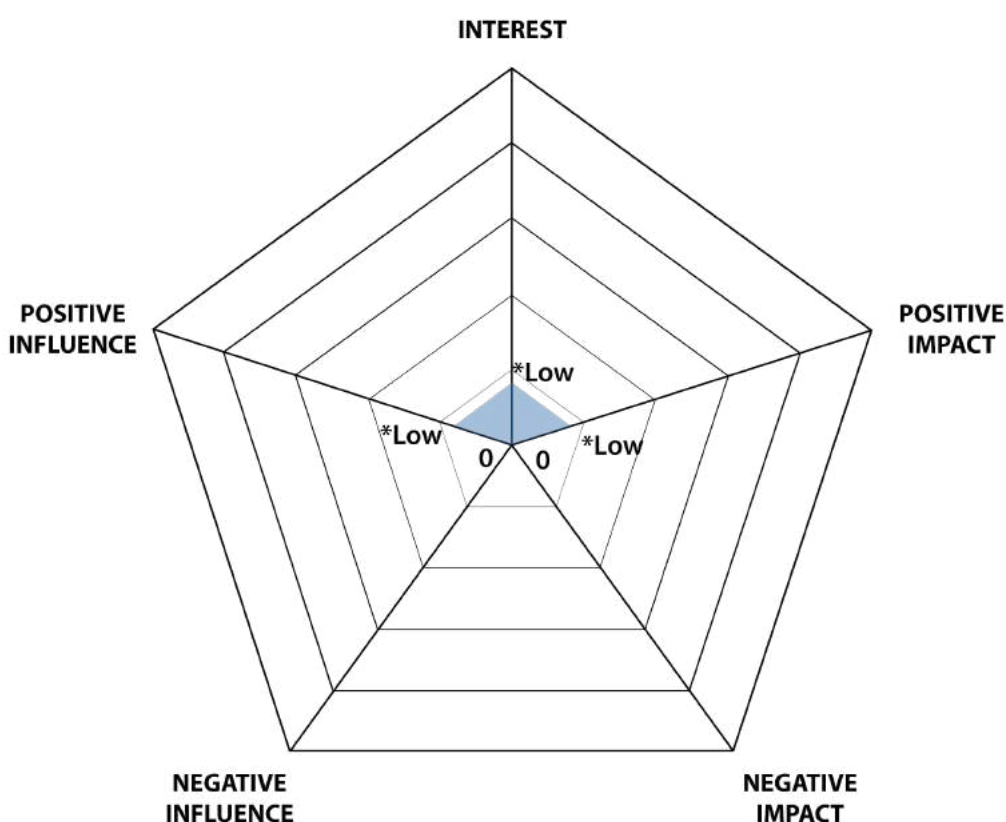 INTEREST
POSITIVE
INFLUENCE
POSITIVE
IMPACT
*Low
*Low
*Low
0
0
NEGATIVE
INFLUENCE
NEGATIVE
IMPACT